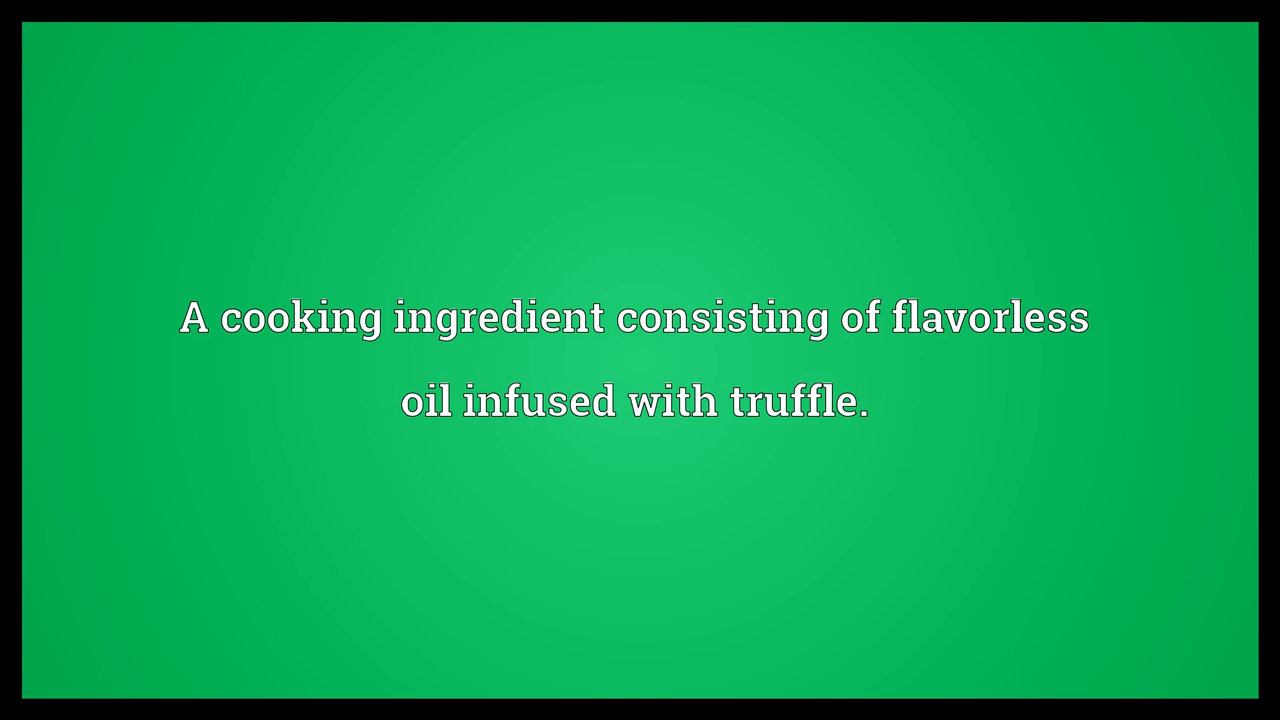 A cooking ingredient consisting of flavorless
oil infused with truffle.